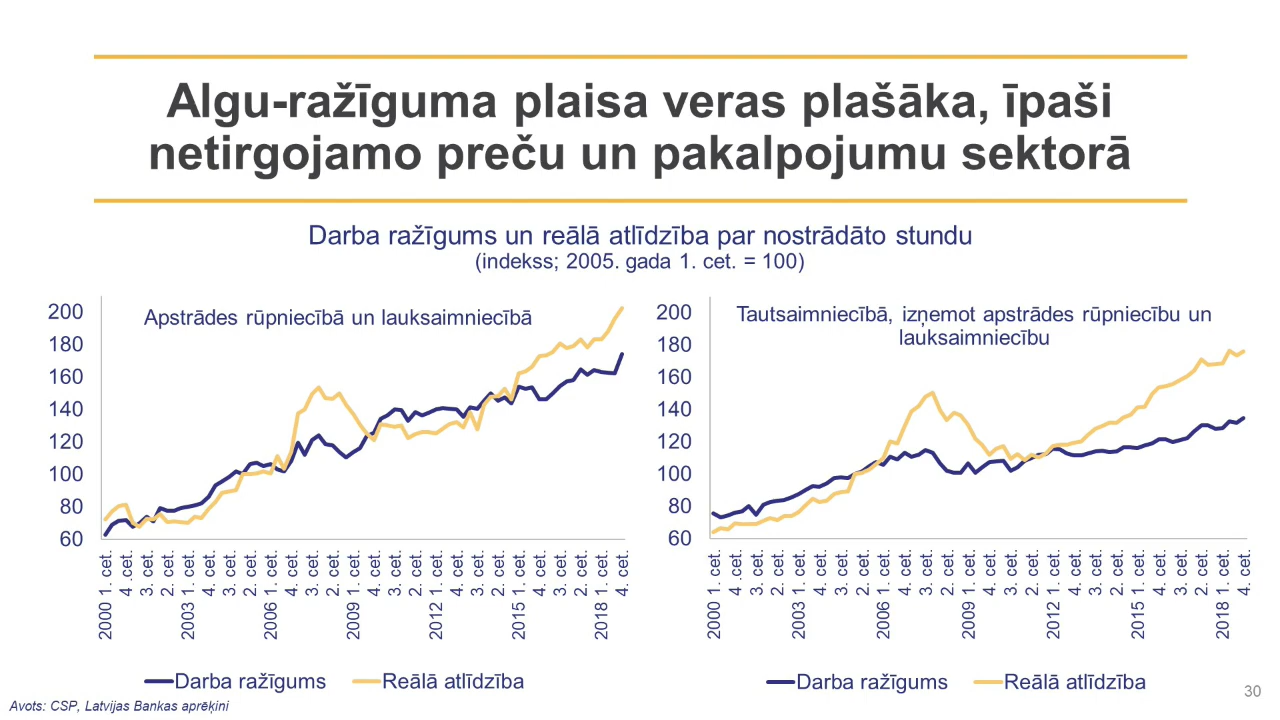 Algu-ražīguma plaisa veras plašāka, īpaši
netirgojamo preču un pakalpojumu sektorā
Darba ražīgums un reālā atlīdzība par nostrādāto stundu
(indekss; 2005. gada 1. cet. = 100)
Apstrādes rūpniecībā un lauksaimniecībā
200
180
160
140
120
100
80
60
2000 1. cet.
4 .cet.
3. cet.
2. cet.
2003 1. cet.
4. cet.
3. cet.
2. cet.
2006 1. cet.
4. cet.
3. cet.
2. cet.
2009 1. cet.
4. cet.
3. cet.
2. cet.
2012 1. cet.
4. cet.
3. cet.
2. cet.
2015 1. cet.
4. cet.
3. cet.
2. cet.
2018 1. cet.
4. cet.
Darba ražīgums
Reālā atlīdzība
Tautsaimniecībā, izņemot apstrādes rūpniecību un
lauksaimniecību
200
180
160
140
120
100
80
60
2000 1. cet.
4 .cet.
3. cet.
2. cet.
2003 1. cet.
4. cet.
3. cet.
2. cet.
2006 1. cet.
4. cet.
3. cet.
2. cet.
2009 1. cet.
4. cet.
3. cet.
2. cet.
2012 1. cet.
4. cet.
3. cet.
2. cet.
2015 1. cet.
4. cet.
3. cet.
2. cet.
2018 1. cet.
4. cet.
Darba ražīgums
Reālā atlīdzība
30
Avots: CSP, Latvijas Bankas aprēķini